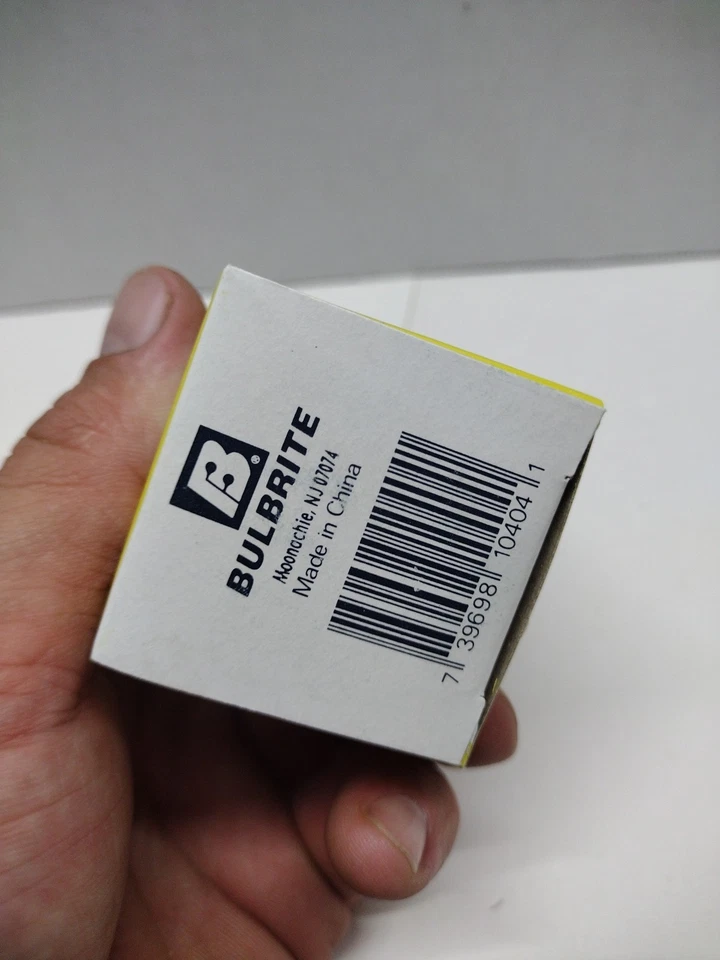 B®
BULBRITE
Moonachie, NJ 07074
Made in China
7 39698 10404 1